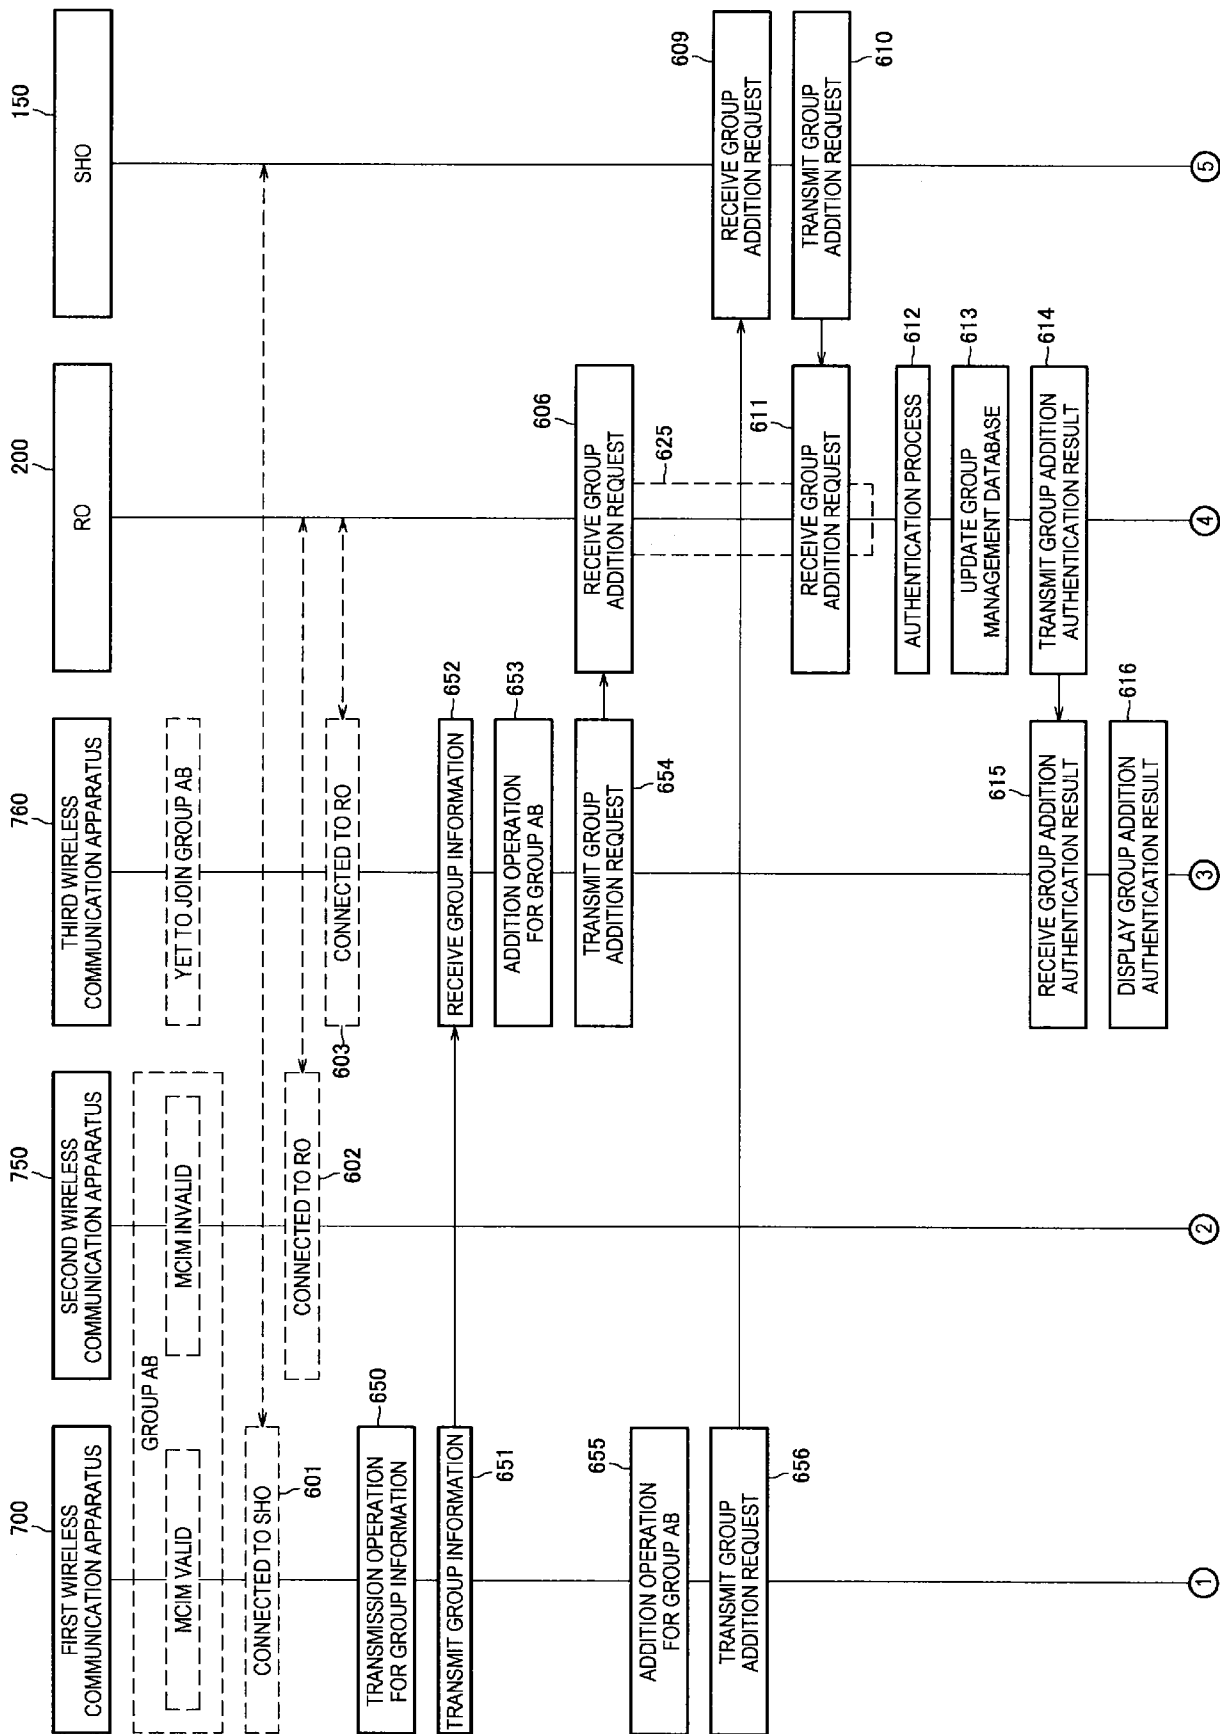 700
FIRST WIRELESS
COMMUNICATION APPARATUS
750
SECOND WIRELESS
COMMUNICATION APPARATUS
760
THIRD WIRELESS
COMMUNICATION APPARATUS
200
RO
150
SHO
GROUP AB
MCIM VALID
MCIM INVALID
YET TO JOIN GROUP AB
CONNECTED TO SHO
601
CONNECTED TO RO
602
CONNECTED TO RO
603
TRANSMISSION OPERATION
FOR GROUP INFORMATION
650
TRANSMIT GROUP INFORMATION
651
RECEIVE GROUP INFORMATION
652
ADDITION OPERATION
FOR GROUP AB
653
TRANSMIT GROUP
ADDITION REQUEST
654
RECEIVE GROUP
ADDITION REQUEST
606
625
ADDITION OPERATION
FOR GROUP AB
655
TRANSMIT GROUP
ADDITION REQUEST
656
RECEIVE GROUP
ADDITION REQUEST
609
TRANSMIT GROUP
ADDITION REQUEST
610
RECEIVE GROUP
ADDITION REQUEST
611
AUTHENTICATION PROCESS
612
UPDATE GROUP
MANAGEMENT DATABASE
613
TRANSMIT GROUP ADDITION
AUTHENTICATION RESULT
614
RECEIVE GROUP ADDITION
AUTHENTICATION RESULT
615
DISPLAY GROUP ADDITION
AUTHENTICATION RESULT
616
1
2
3
4
5